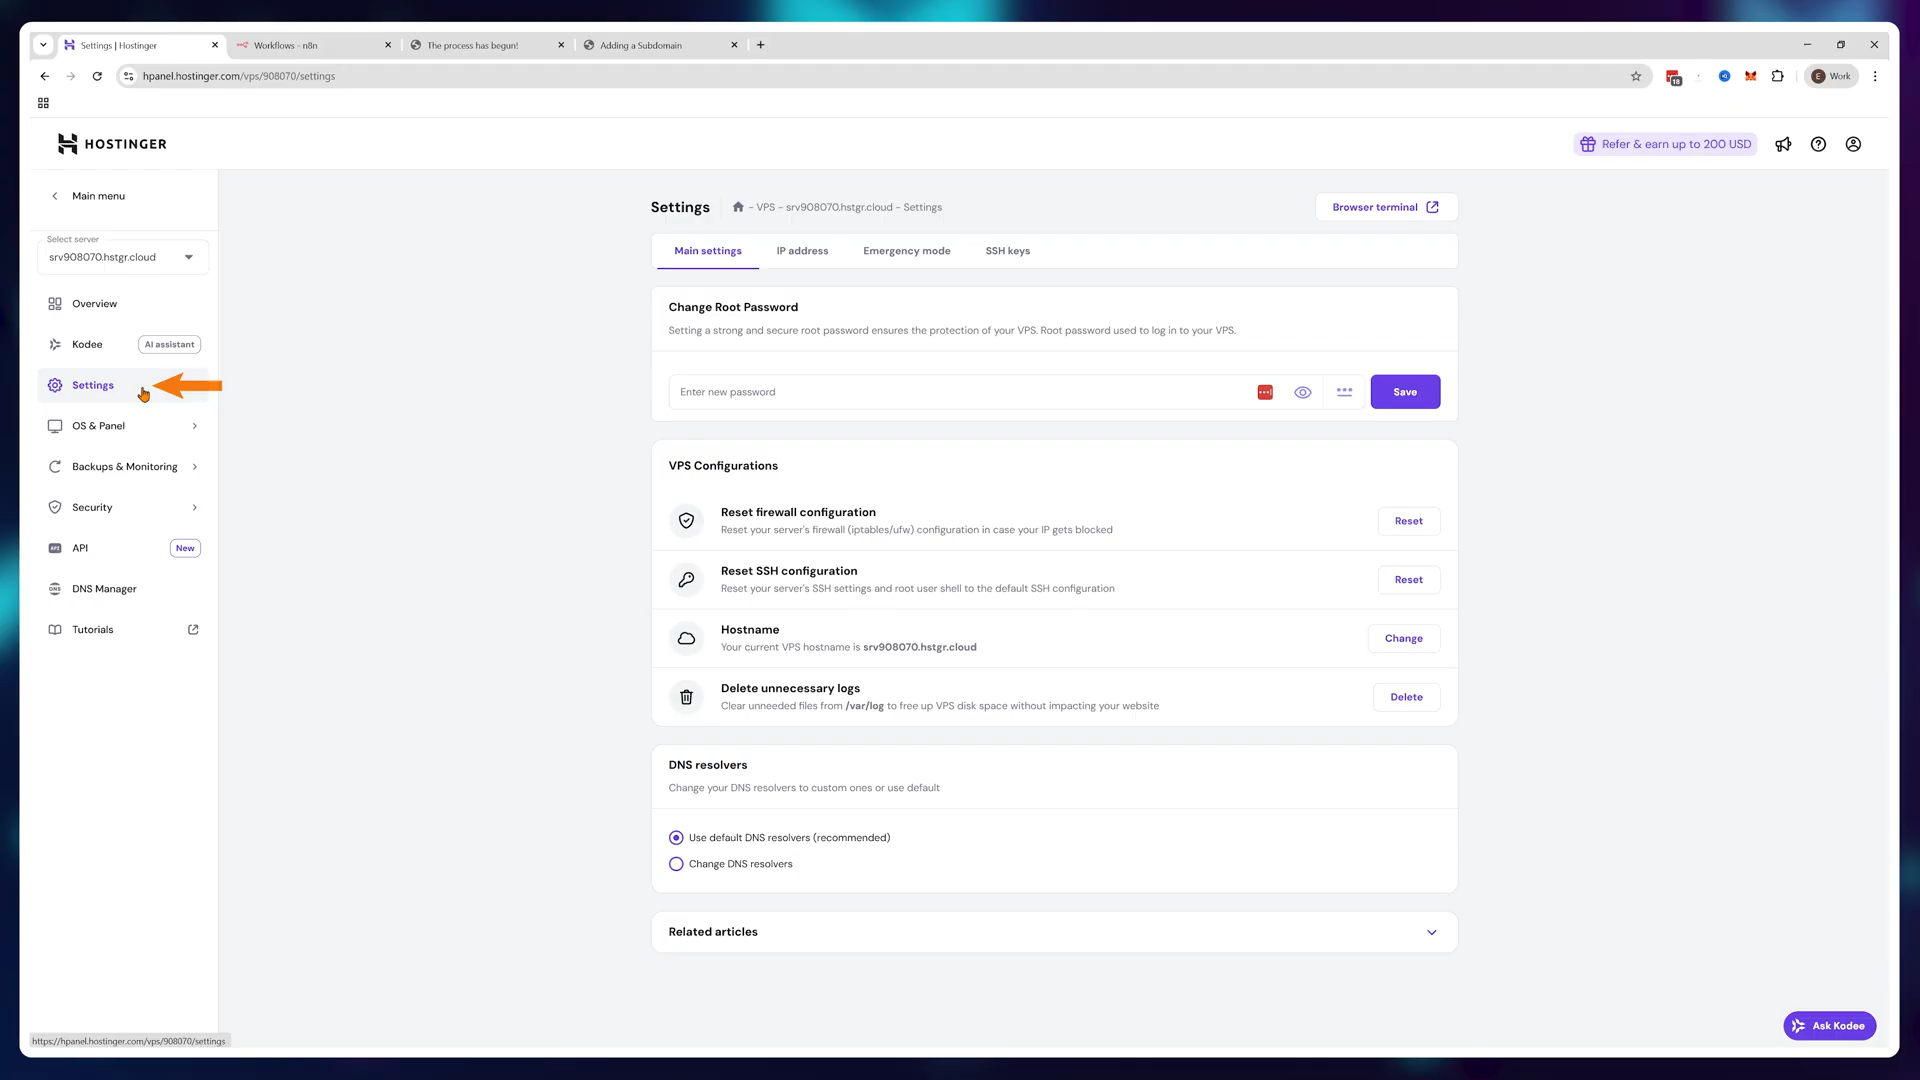 Settings | Hostinger
Workflows - n8n
The process has begun!
Adding a Subdomain
hpanel.hostinger.com/vps/908070/settings
18
E Work
HOSTINGER
Refer & earn up to 200 USD
Main menu
Select server
srv908070.hstgr.cloud
Overview
Kodee
AI assistant
Settings
OS & Panel
Backups & Monitoring
Security
API
API
New
DNS
DNS Manager
Tutorials
Settings
- VPS - srv908070.hstgr.cloud - Settings
Browser terminal
Main settings
IP address
Emergency mode
SSH keys
Change Root Password
Setting a strong and secure root password ensures the protection of your VPS. Root password used to log in to your VPS.
Enter new password
Save
VPS Configurations
Reset firewall configuration
Reset your server's firewall (iptables/ufw) configuration in case your IP gets blocked
Reset
Reset SSH configuration
Reset your server's SSH settings and root user shell to the default SSH configuration
Reset
Hostname
Your current VPS hostname is srv908070.hstgr.cloud
Change
Delete unnecessary logs
Clear unneeded files from /var/log to free up VPS disk space without impacting your website
Delete
DNS resolvers
Change your DNS resolvers to custom ones or use default
Use default DNS resolvers (recommended)
Change DNS resolvers
Related articles
Ask Kodee
https://hpanel.hostinger.com/vps/908070/settings